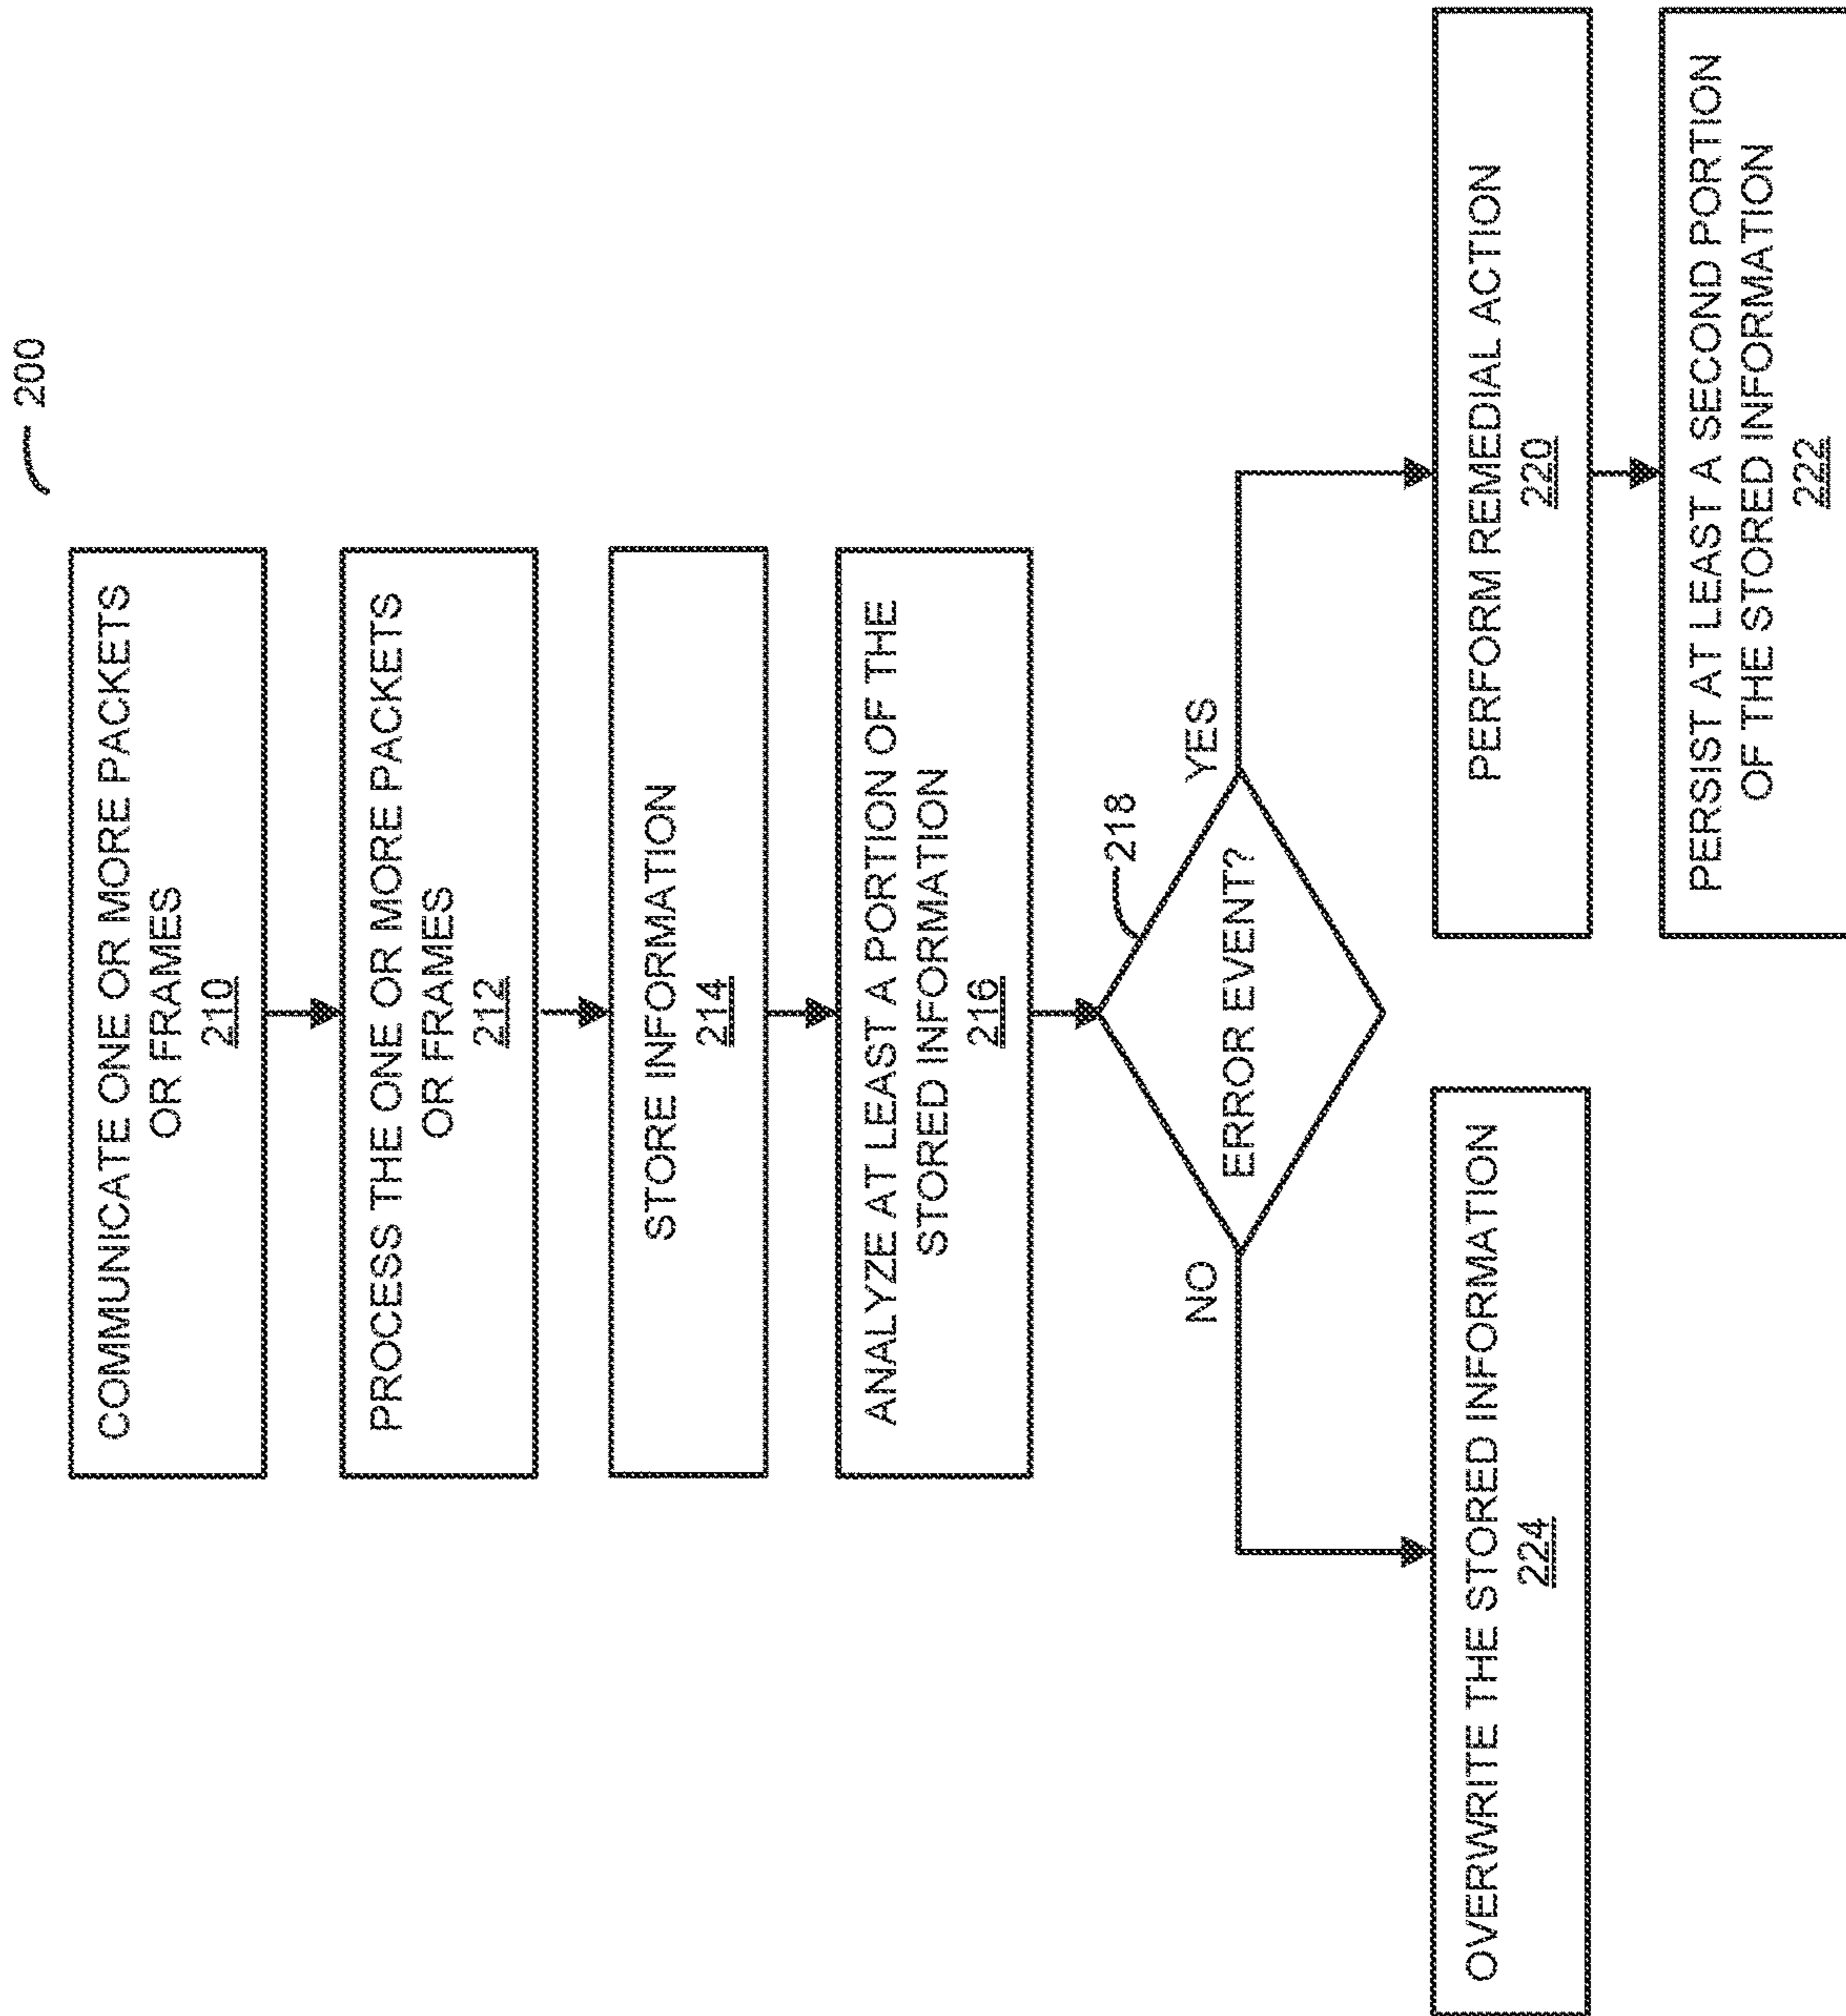 200
COMMUNICATE ONE OR MORE PACKETS
OR FRAMES
210
PROCESS THE ONE OR MORE PACKETS
OR FRAMES
212
STORE INFORMATION
214
ANALYZE AT LEAST A PORTION OF THE
STORED INFORMATION
216
218
ERROR EVENT?
NO
YES
OVERWRITE THE STORED INFORMATION
224
PERFORM REMEDIAL ACTION
220
PERSIST AT LEAST A SECOND PORTION
OF THE STORED INFORMATION
222